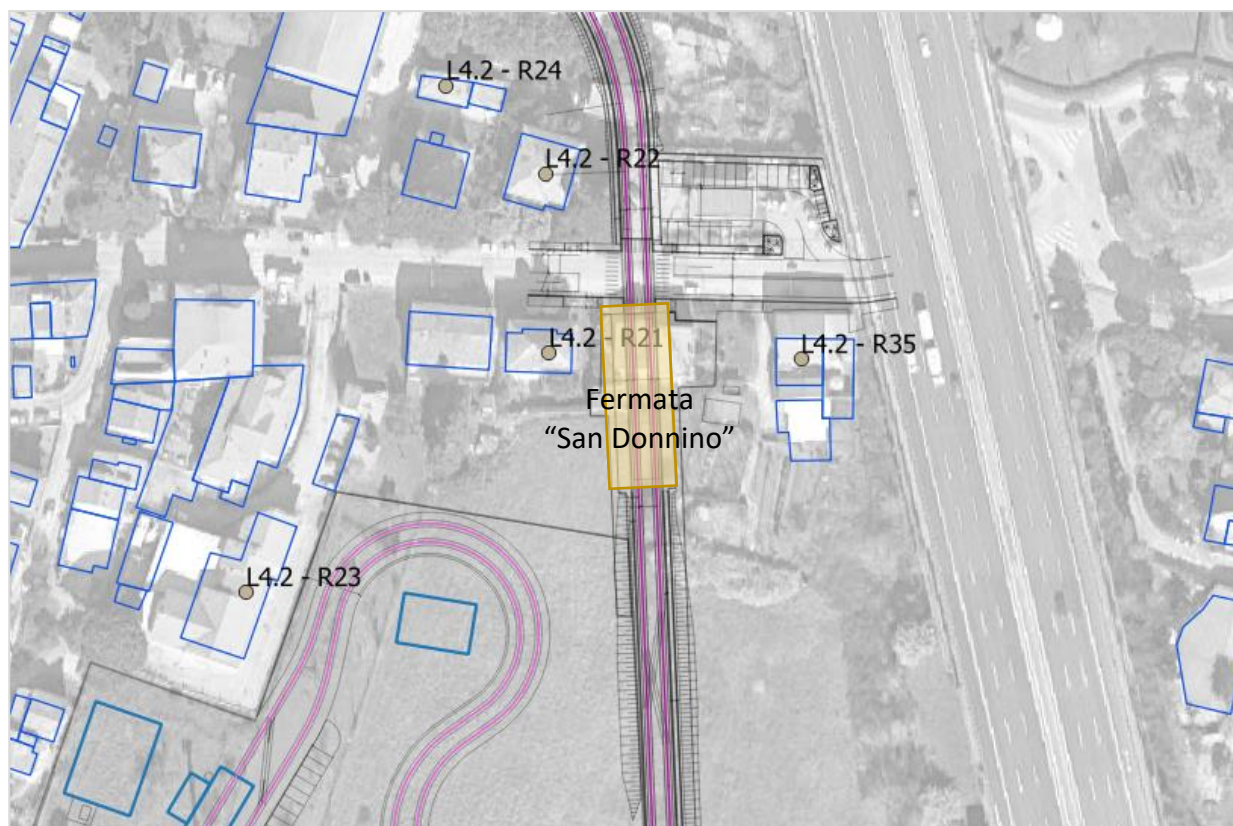 L4.2 - R24
L4.2 - R22
L4.2 - R21
L4.2 - R35
Fermata
“San Donnino”
L4.2 - R23